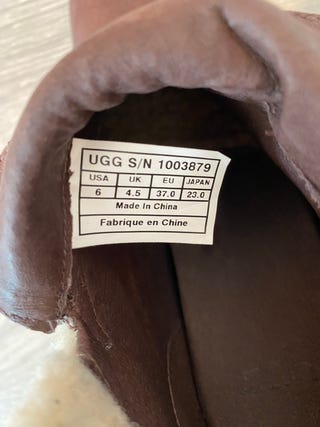 UGG S/N 1003879
USA UK EU JAPAN
6 4.5 37.0 23.0
Made In China
Fabrique en Chine